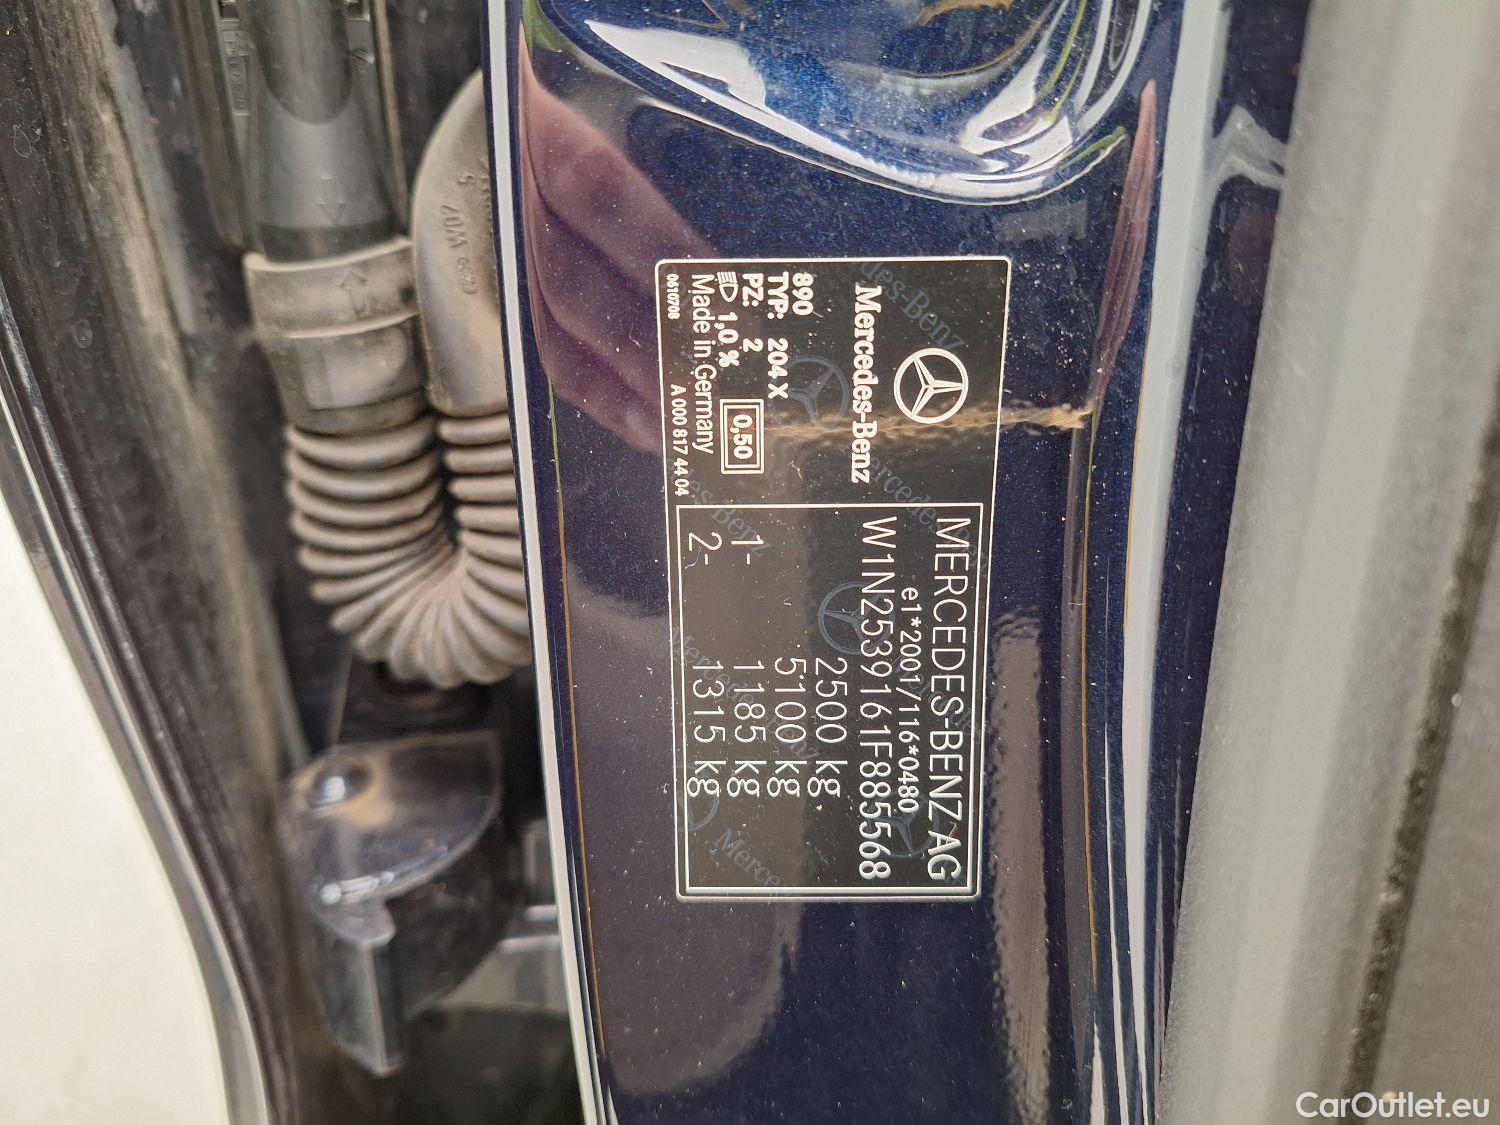 Mercedes-Benz
890
TYP: 204 X
PZ: 2
1,0 %
0,50
Made in Germany
0610708
A 000 817 44 04
MERCEDES-BENZ AG
e1*2001/116*0480
W1N2539161F885568
2500 kg
5100 kg
1- 1185 kg
2- 1315 kg
CarOutlet.eu